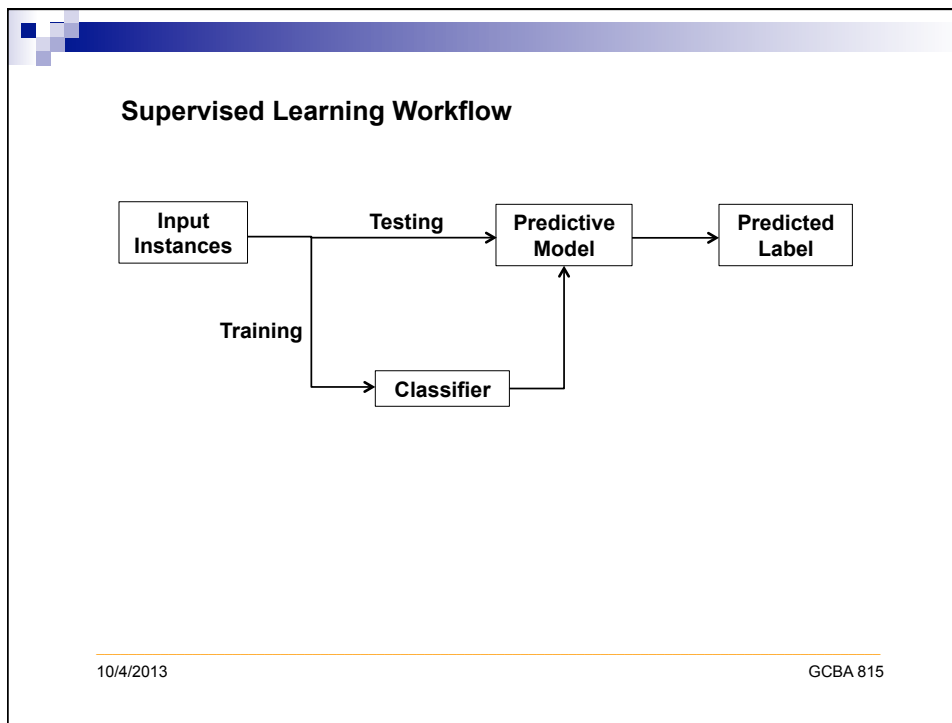 Supervised Learning Workflow
Input
Instances
Testing
Predictive
Model
Predicted
Label
Training
Classifier
10/4/2013
GCBA 815